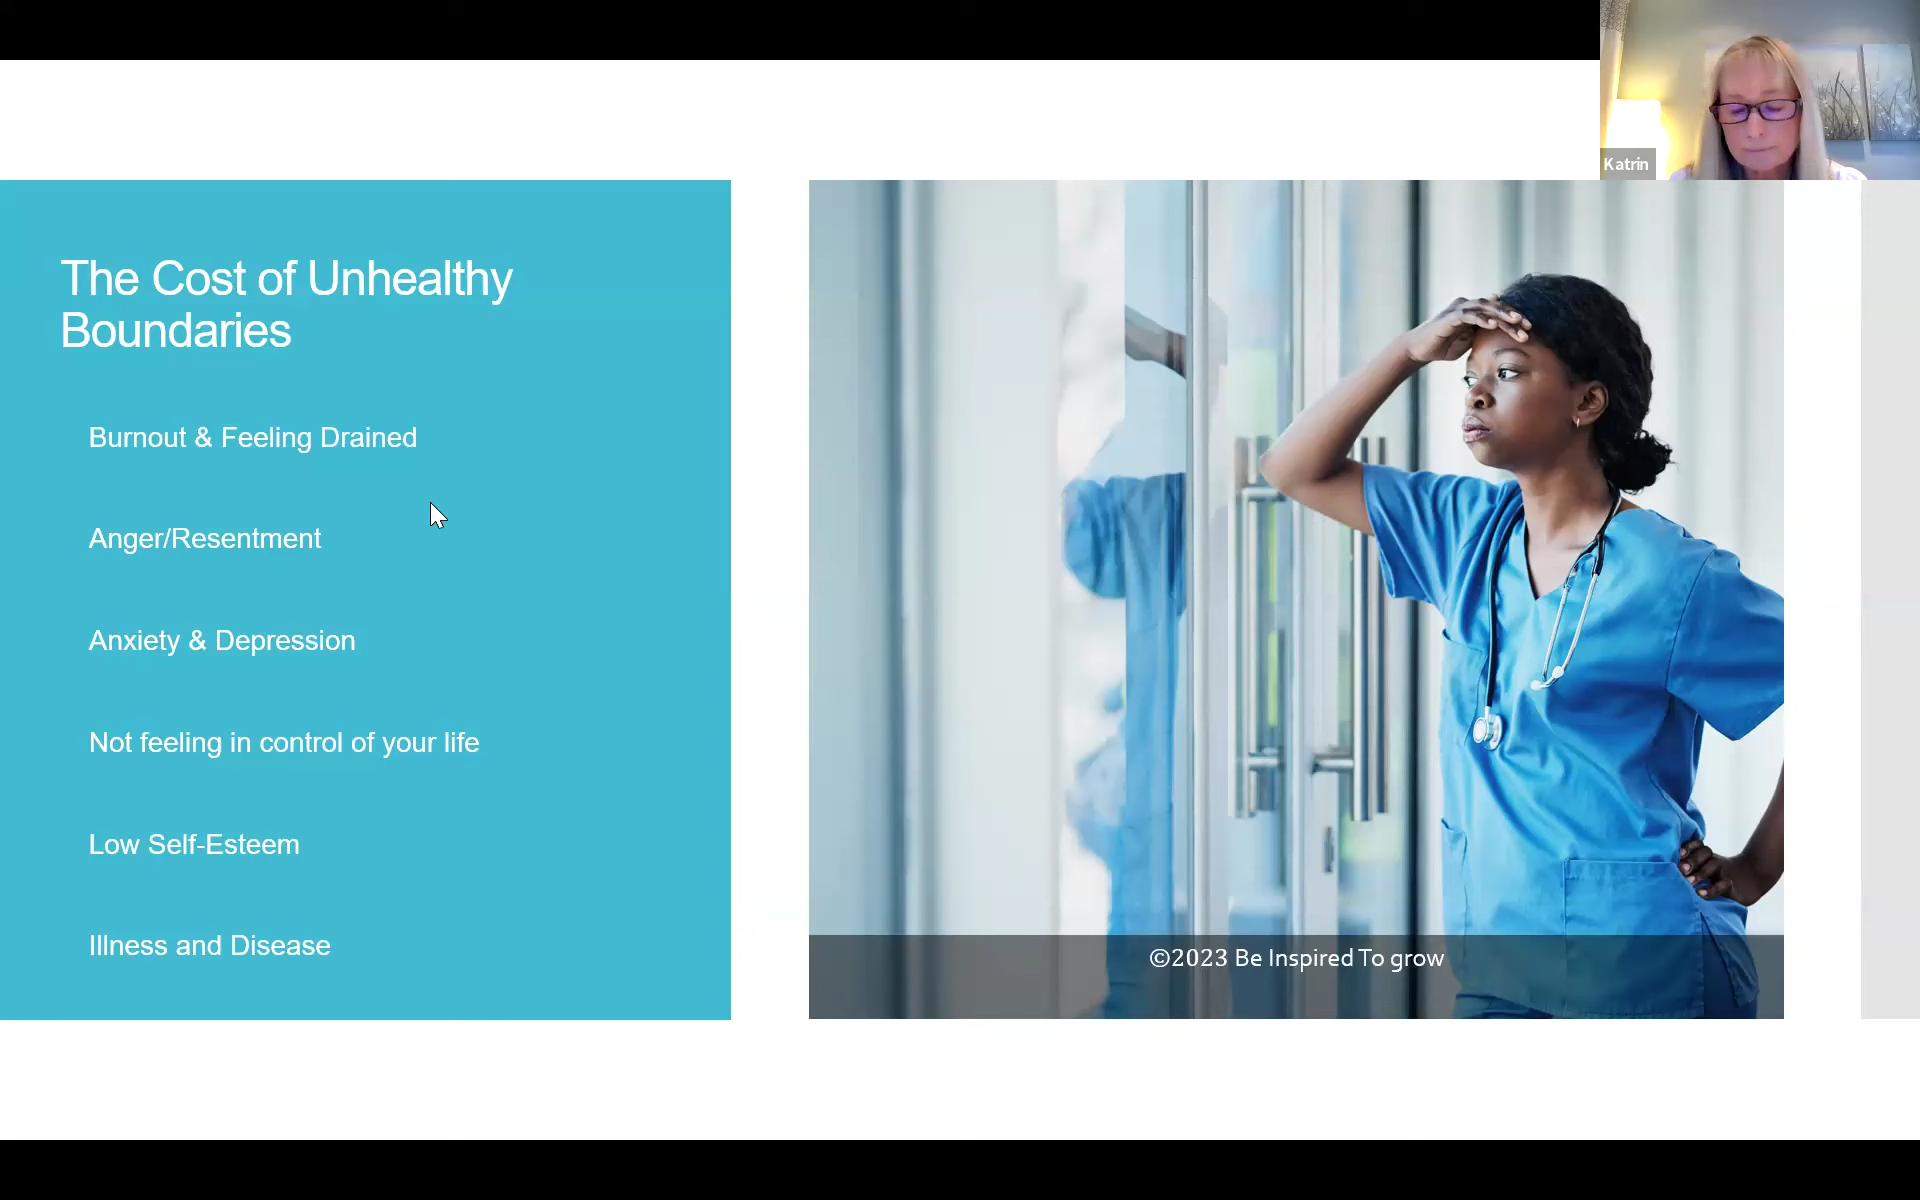 Katrin
The Cost of Unhealthy
Boundaries
Burnout & Feeling Drained
Anger/Resentment
Anxiety & Depression
Not feeling in control of your life
Low Self-Esteem
Illness and Disease
©2023 Be Inspired To grow